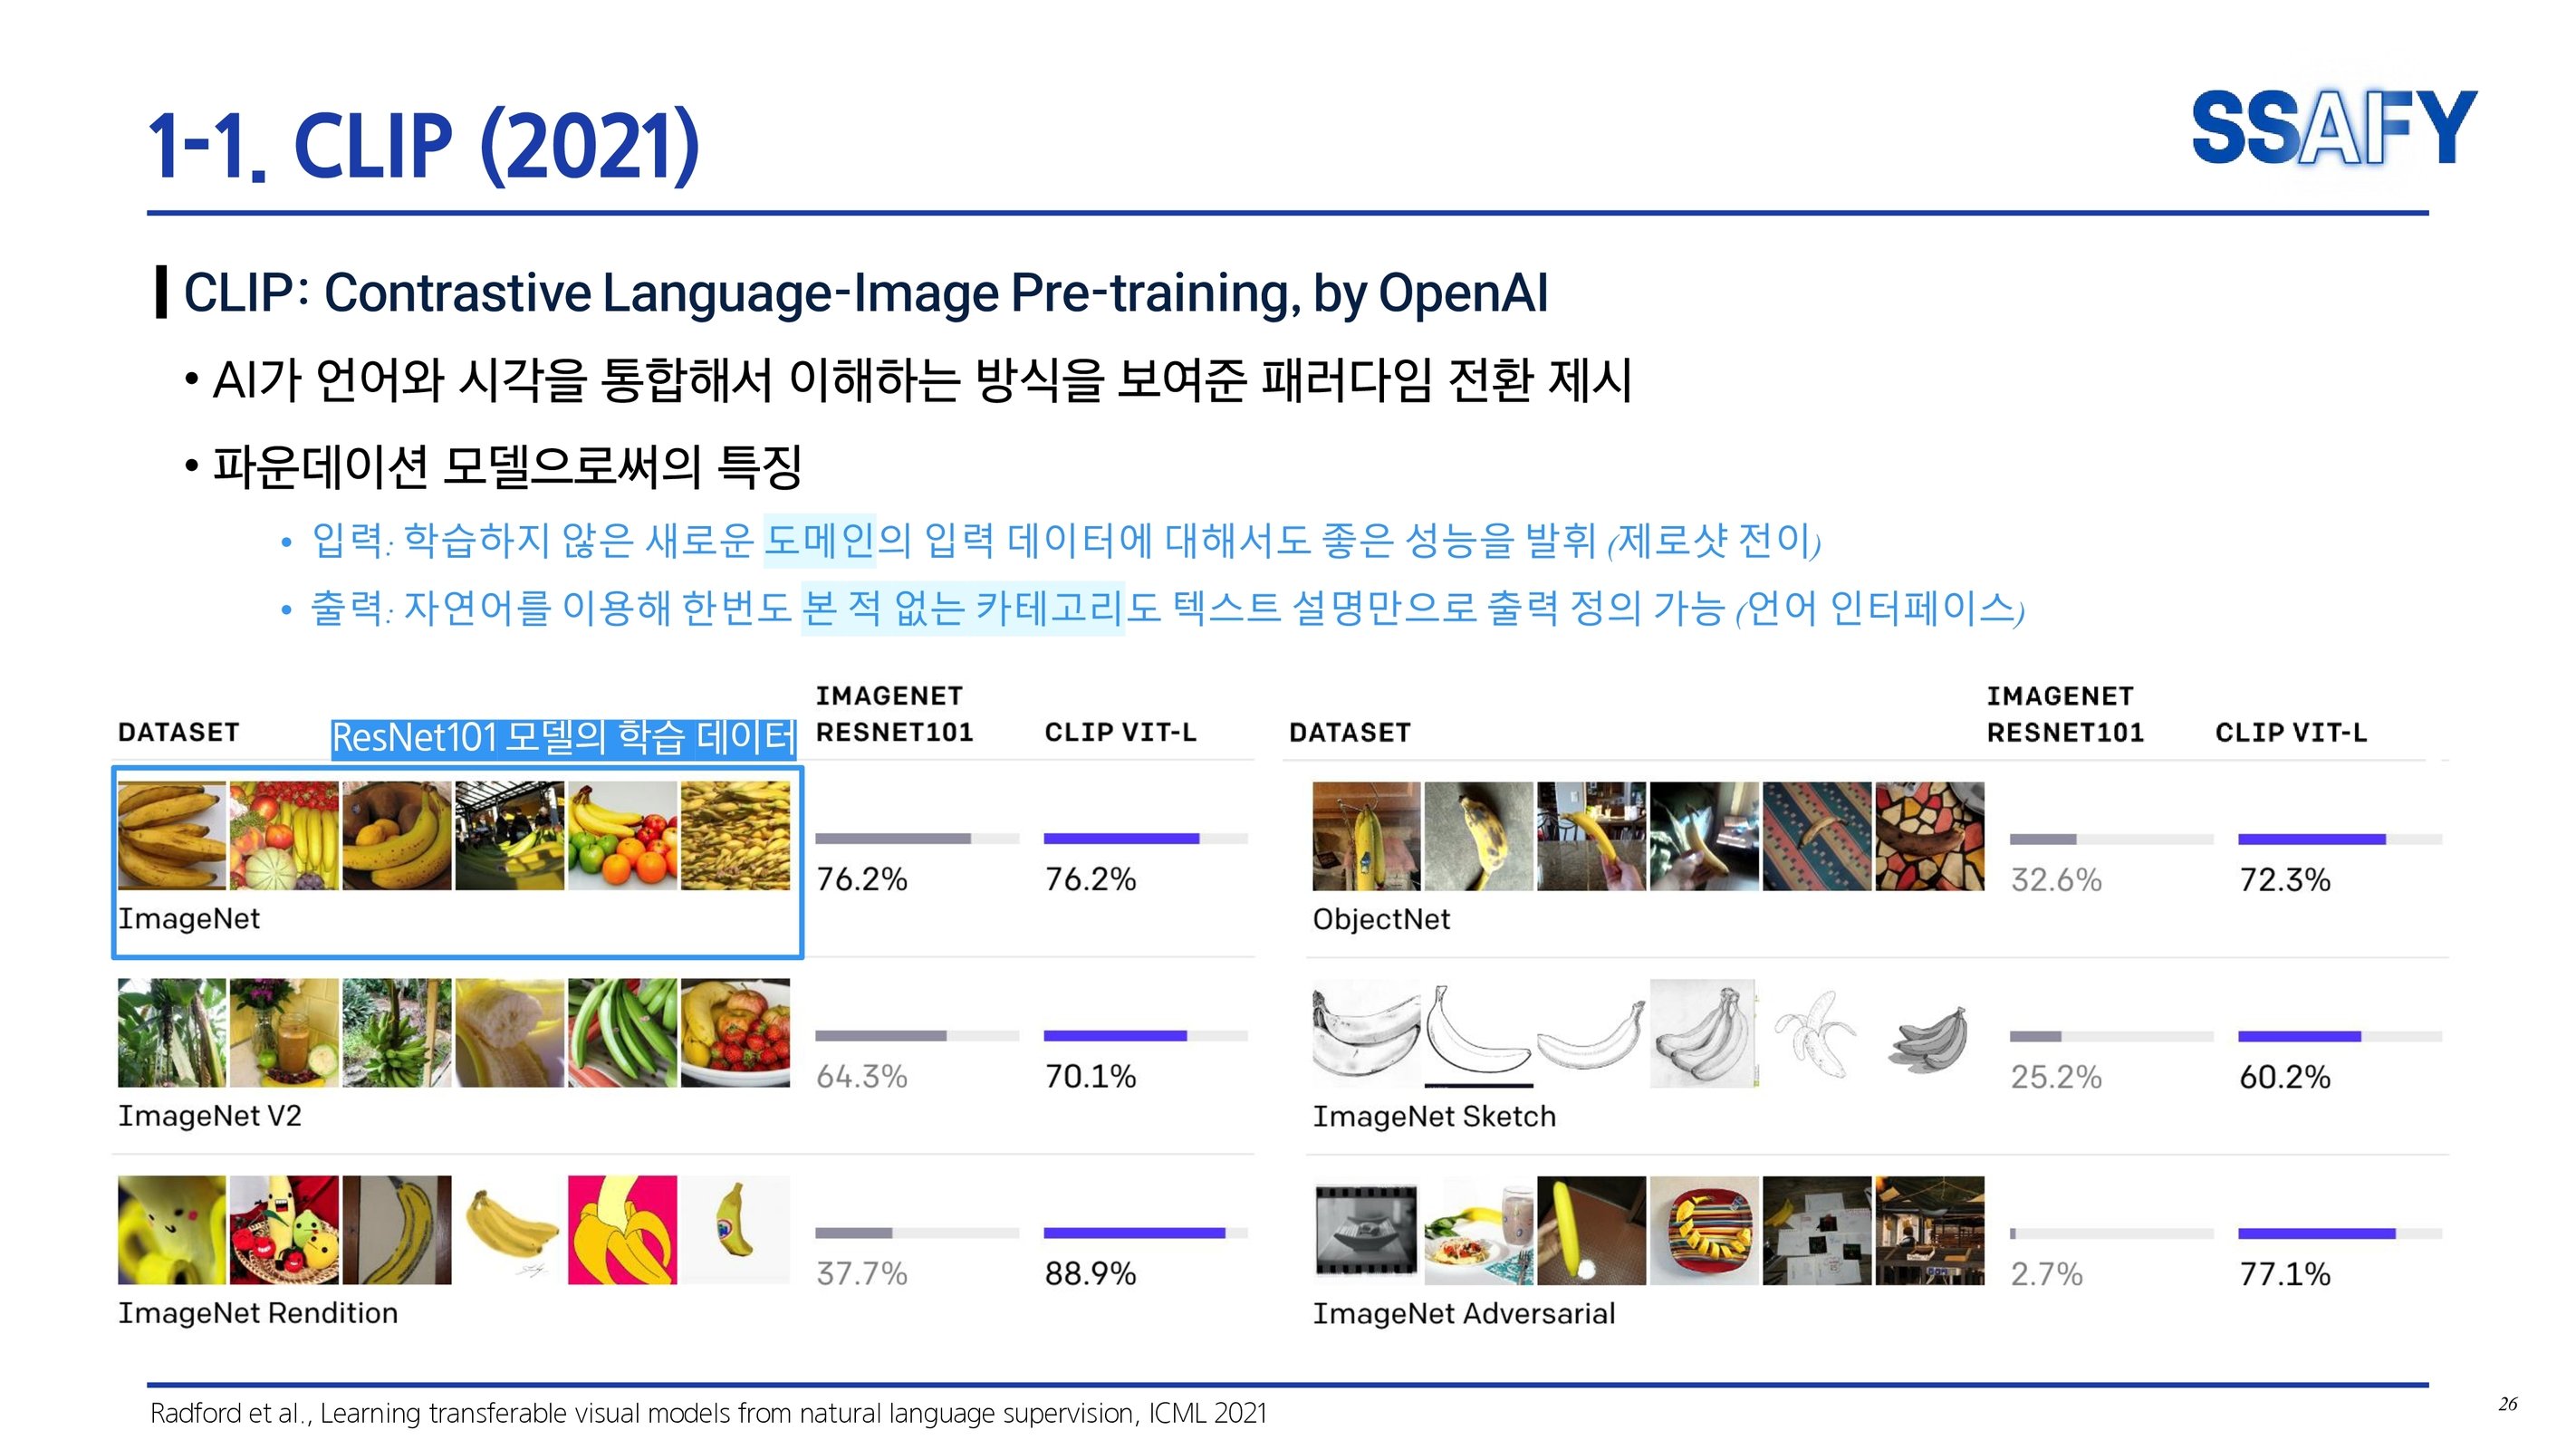 1-1. CLIP (2021)
SSAFY
CLIP: Contrastive Language-Image Pre-training, by OpenAI
• AI가 언어와 시각을 통합해서 이해하는 방식을 보여준 패러다임 전환 제시
• 파운데이션 모델으로써의 특징
• 입력: 학습하지 않은 새로운 도메인의 입력 데이터에 대해서도 좋은 성능을 발휘 (제로샷 전이)
• 출력: 자연어를 이용해 한번도 본 적 없는 카테고리도 텍스트 설명만으로 출력 정의 가능 (언어 인터페이스)
DATASET
ResNet101 모델의 학습 데이터
IMAGENET
RESNET101
CLIP VIT-L
ImageNet
76.2%
76.2%
ImageNet V2
64.3%
70.1%
ImageNet Rendition
37.7%
88.9%
DATASET
IMAGENET
RESNET101
CLIP VIT-L
ObjectNet
32.6%
72.3%
ImageNet Sketch
25.2%
60.2%
ImageNet Adversarial
2.7%
77.1%
Radford et al., Learning transferable visual models from natural language supervision, ICML 2021
26